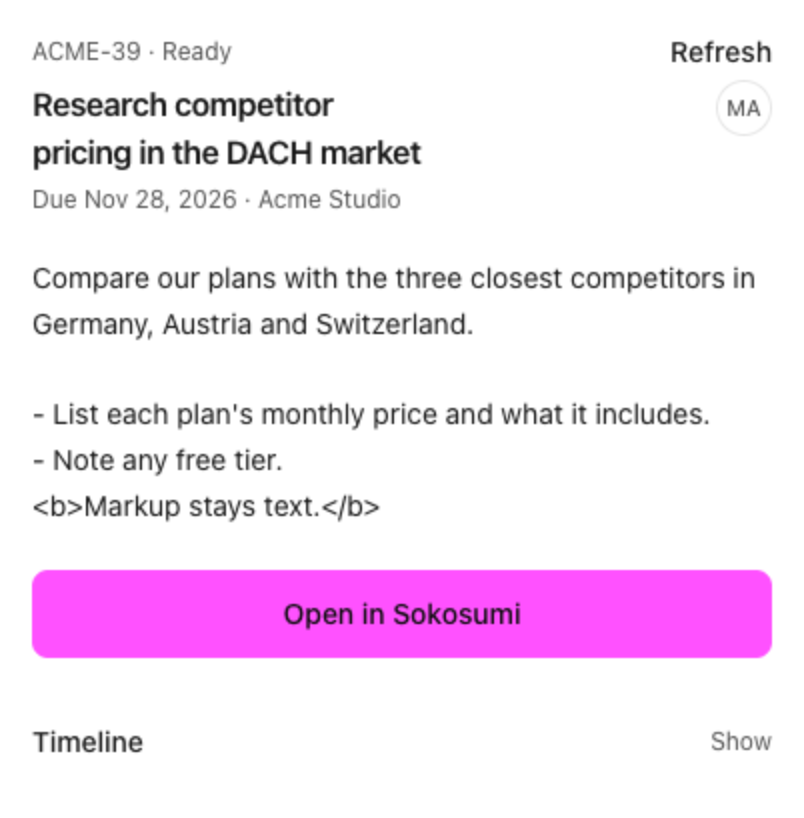 ACME-39 · Ready
Refresh
Research competitor
pricing in the DACH market
MA
Due Nov 28, 2026 · Acme Studio
Compare our plans with the three closest competitors in
Germany, Austria and Switzerland.
- List each plan's monthly price and what it includes.
- Note any free tier.
<b>Markup stays text.</b>
Open in Sokosumi
Timeline
Show